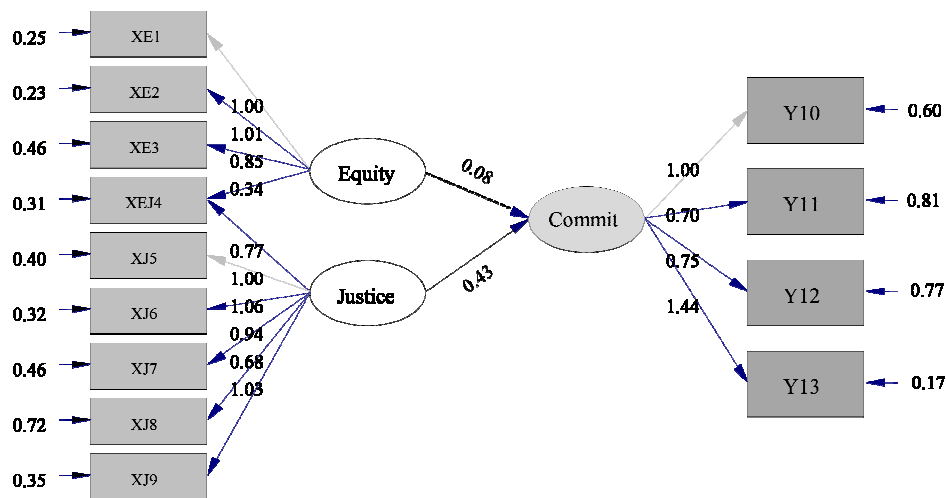 0.25
XE1
0.23
XE2
0.46
XE3
0.31
XEJ4
0.40
XJ5
0.32
XJ6
0.46
XJ7
0.72
XJ8
0.35
XJ9
1.00
1.01
0.85
0.34
0.77
1.00
1.06
0.94
0.68
1.03
Equity
Justice
0.08
0.43
Commit
1.00
0.70
0.75
1.44
Y10
0.60
Y11
0.81
Y12
0.77
Y13
0.17